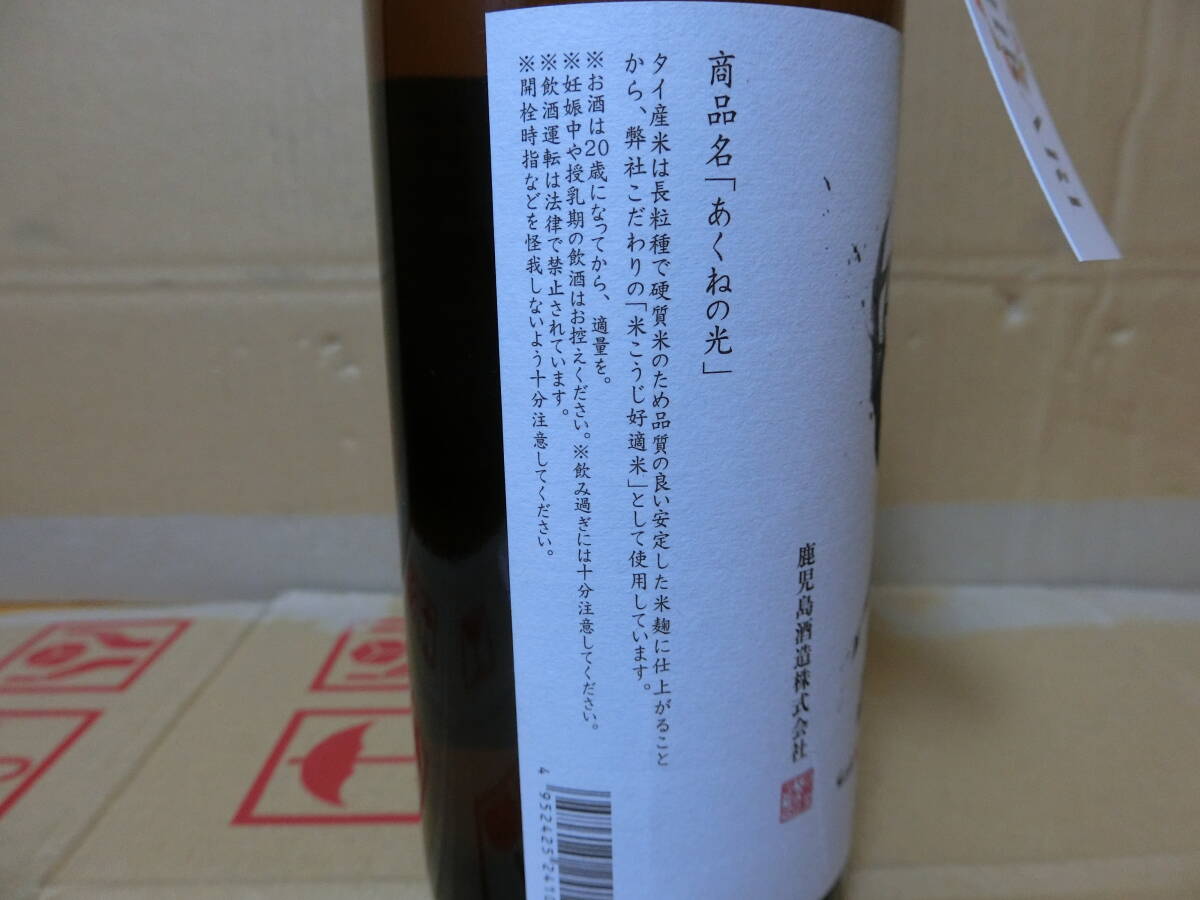 鹿児島酒造株式会社
商品名「あくねの光」
タイ産米は長粒種で硬質米のため品質の良い安定した米麹に仕上がること
から、弊社こだわりの「米こうじ好適米」として使用しています。
※お酒は20歳になってから、適量を。
※妊娠中や授乳期の飲酒はお控えください。※飲み過ぎには十分注意してください。
※飲酒運転は法律で禁止されています。
※開栓時指などを怪我しないよう十分注意してください。
4 952425 241